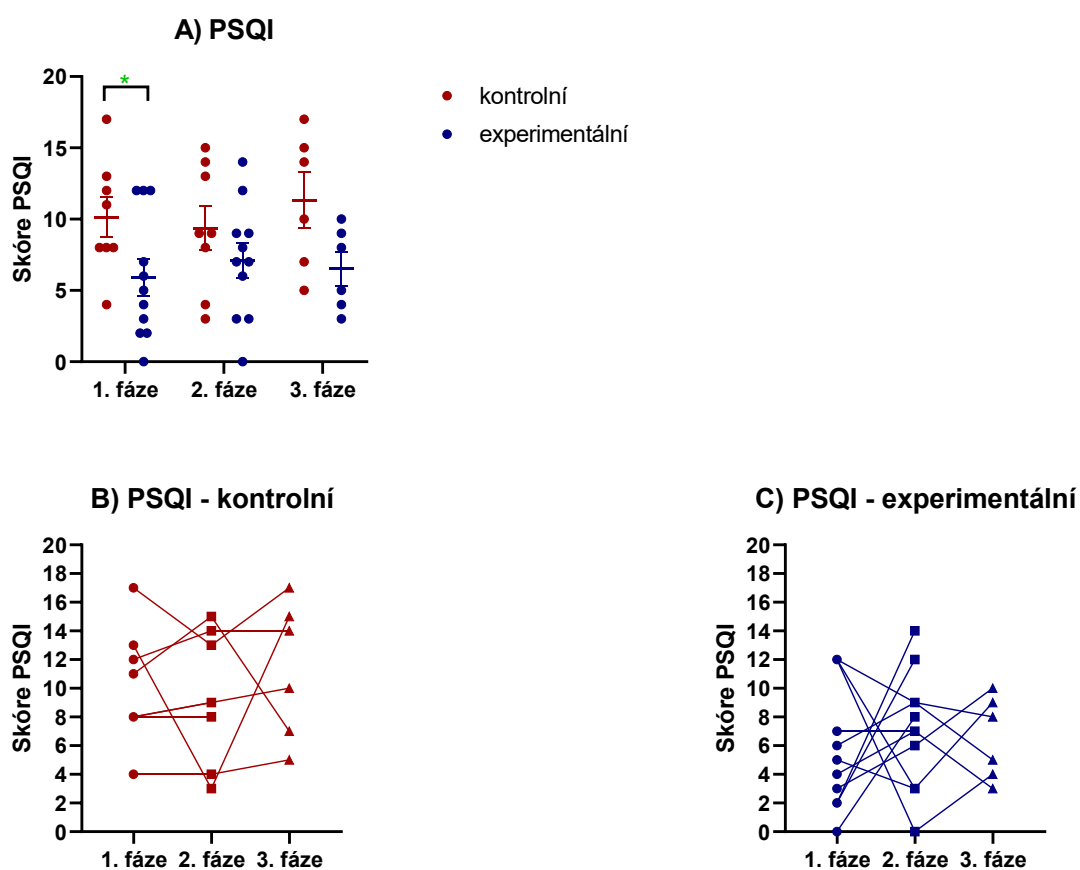 A) PSQI
20
15
10
5
0
Skóre PSQI
*
1. fáze 2. fáze 3. fáze
kontrolní
experimentální
B) PSQI - kontrolní
20
18
16
14
12
10
8
6
4
2
0
Skóre PSQI
1. fáze 2. fáze 3. fáze
C) PSQI - experimentální
20
18
16
14
12
10
8
6
4
2
0
Skóre PSQI
1. fáze 2. fáze 3. fáze